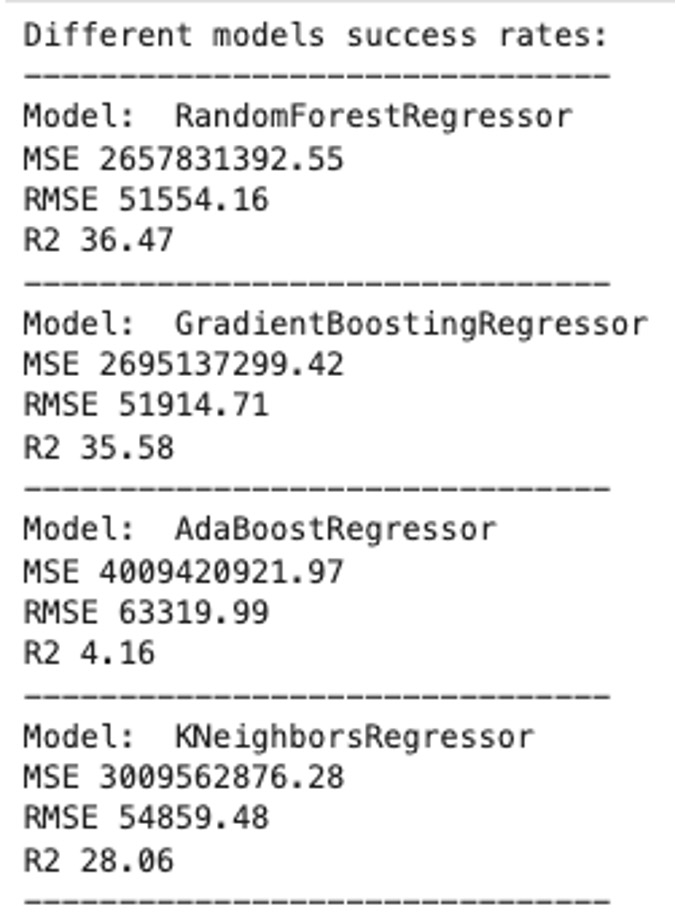 Different models success rates:
-------------------------------
Model:  RandomForestRegressor
MSE 2657831392.55
RMSE 51554.16
R2 36.47
-------------------------------
Model:  GradientBoostingRegressor
MSE 2695137299.42
RMSE 51914.71
R2 35.58
-------------------------------
Model:  AdaBoostRegressor
MSE 4009420921.97
RMSE 63319.99
R2 4.16
-------------------------------
Model:  KNeighborsRegressor
MSE 3009562876.28
RMSE 54859.48
R2 28.06
-------------------------------